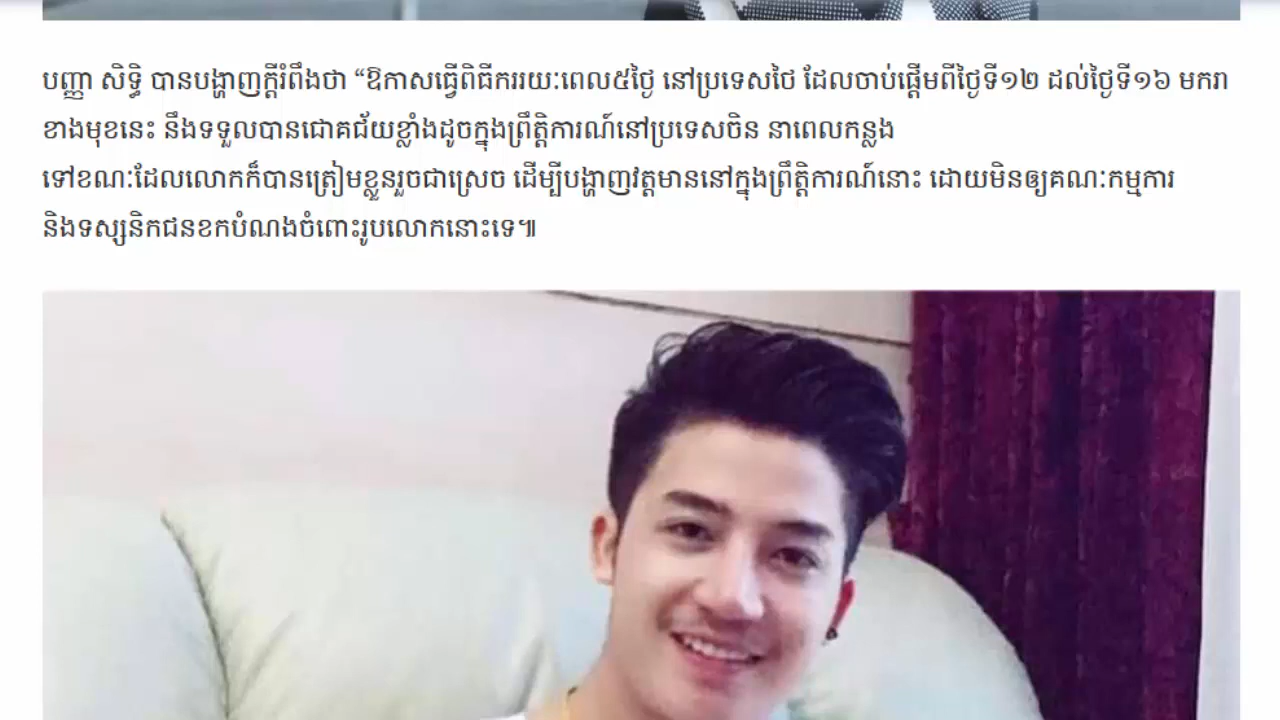 បញ្ញា សិទ្ធិ បានបង្ហាញក្ដីរំពឹងថា “ឱកាសធ្វើពិធីកររយៈពេល៥ថ្ងៃ នៅប្រទេសថៃ ដែលចាប់ផ្ដើមពីថ្ងៃទី១២ ដល់ថ្ងៃទី១៦ មករា
ខាងមុខនេះ នឹងទទួលបានជោគជ័យខ្លាំងដូចក្នុងព្រឹត្តិការណ៍នៅប្រទេសចិន នាពេលកន្លង
ទៅខណៈដែលលោកក៏បានត្រៀមខ្លួនរួចជាស្រេច ដើម្បីបង្ហាញវត្តមាននៅក្នុងព្រឹត្តិការណ៍នោះ ដោយមិនឲ្យគណៈកម្មការ
និងទស្សនិកជនខកបំណងចំពោះរូបលោកនោះទេ៕